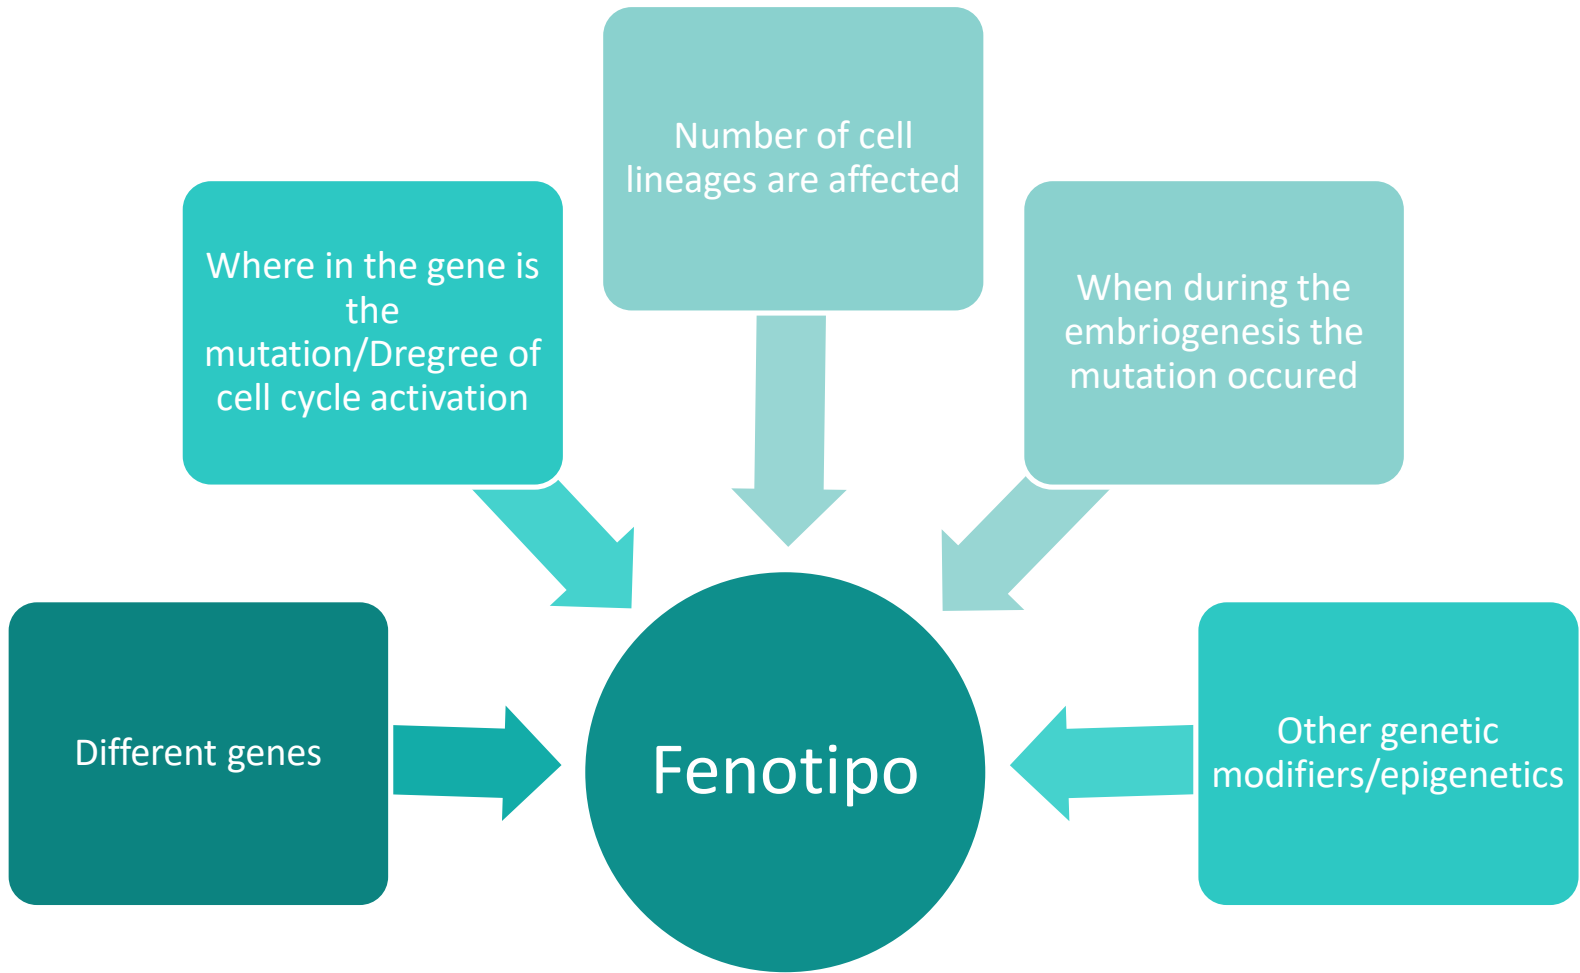 Number of cell
lineages are affected
Where in the gene is
the
mutation/Dregree of
cell cycle activation
When during the
embriogenesis the
mutation occured
Different genes
Fenotipo
Other genetic
modifiers/epigenetics